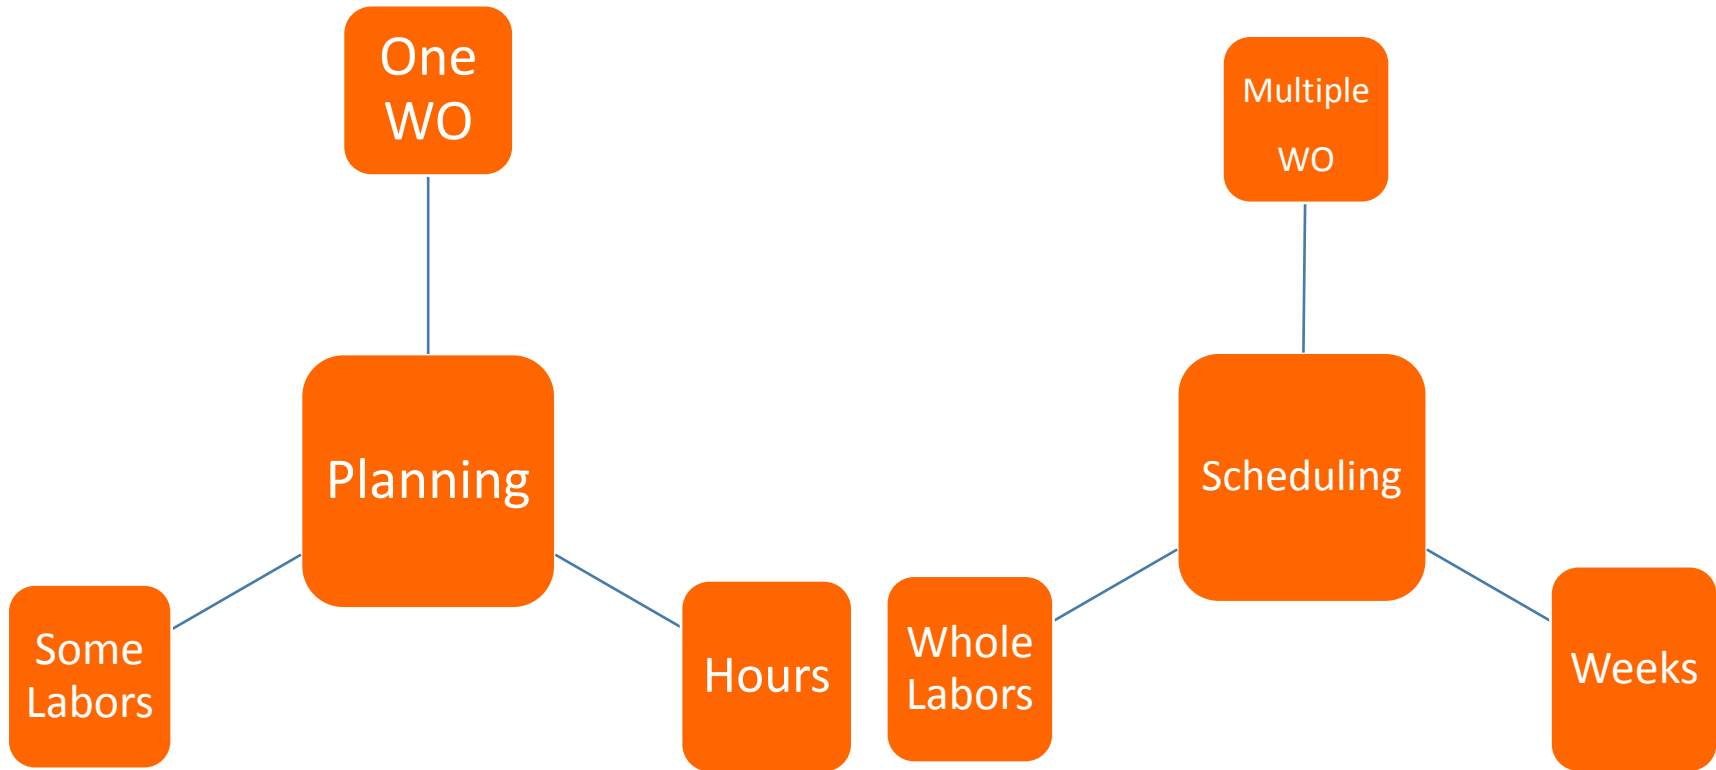 One
WO
Planning
Some
Labors
Hours
Multiple
WO
Scheduling
Whole
Labors
Weeks